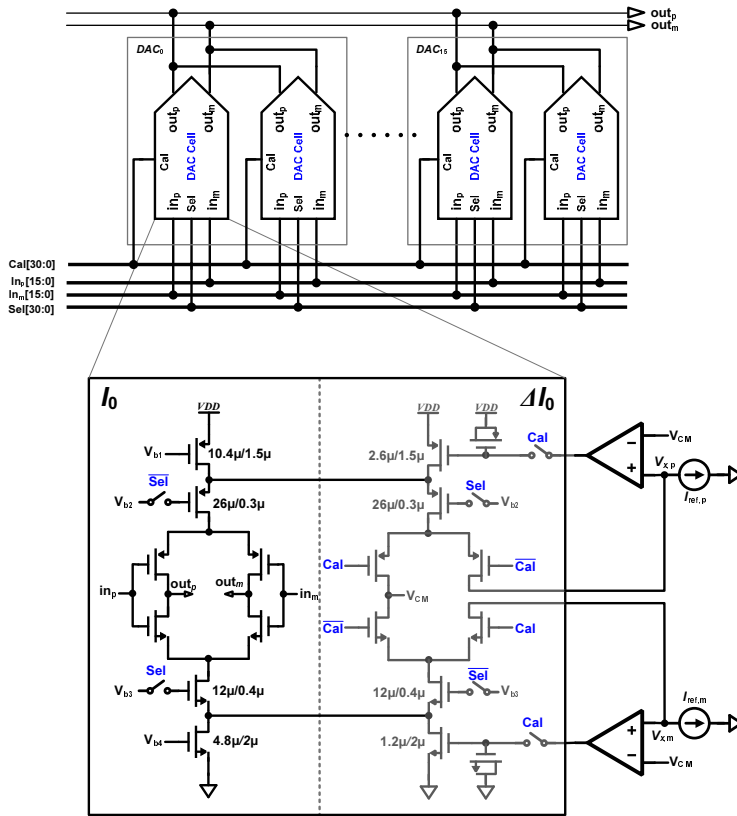 out_p
out_m
DAC_0
DAC_15
out_p
out_m
Cal
DAC Cell
in_p
Sel
in_m
out_p
out_m
Cal
DAC Cell
in_p
Sel
in_m
. . . . . .
out_p
out_m
Cal
DAC Cell
in_p
Sel
in_m
out_p
out_m
Cal
DAC Cell
in_p
Sel
in_m
Cal[30:0]
In_p[15:0]
In_m[15:0]
Sel[30:0]
I_0
ΔI_0
VDD
VDD
VDD
V_b1
10.4μ/1.5μ
2.6μ/1.5μ
Cal
V_CM
V_xp
I_ref,p
S̅e̅l̅
V_b2
26μ/0.3μ
26μ/0.3μ
Sel
V_b2
Cal
C̅a̅l̅
in_p
out_p
out_m
in_m
V_CM
C̅a̅l̅
Cal
Sel
V_b3
12μ/0.4μ
12μ/0.4μ
S̅e̅l̅
V_b3
V_b4
4.8μ/2μ
1.2μ/2μ
Cal
I_ref,m
V_xm
V_CM
+
−
−
+